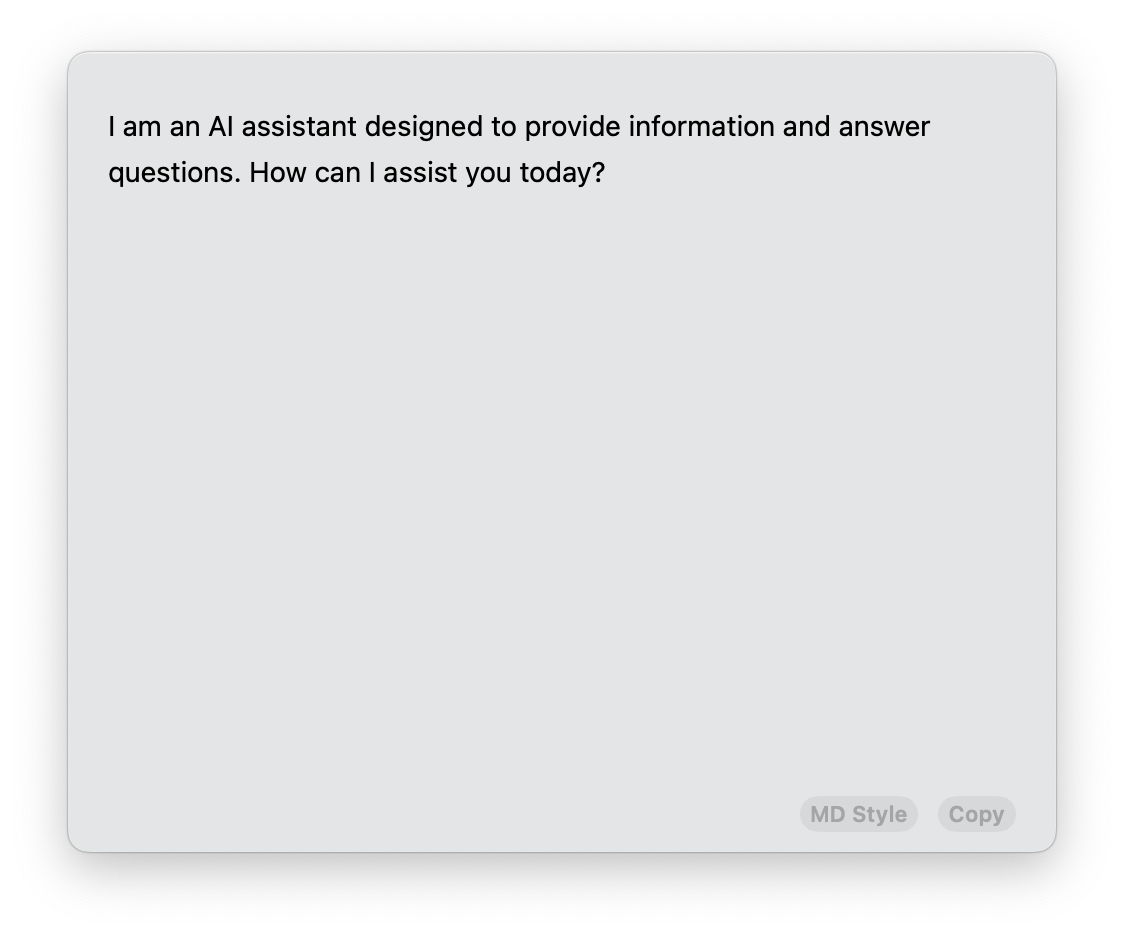 I am an AI assistant designed to provide information and answer
questions. How can I assist you today?
MD Style
Copy